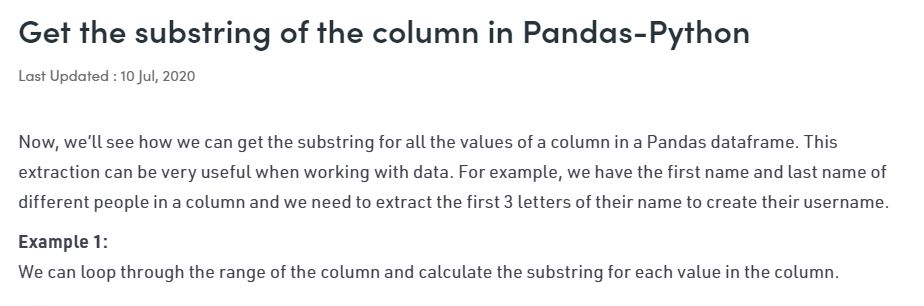 Get the substring of the column in Pandas-Python
Last Updated : 10 Jul, 2020
Now, we’ll see how we can get the substring for all the values of a column in a Pandas dataframe. This
extraction can be very useful when working with data. For example, we have the first name and last name of
different people in a column and we need to extract the first 3 letters of their name to create their username.
Example 1:
We can loop through the range of the column and calculate the substring for each value in the column.